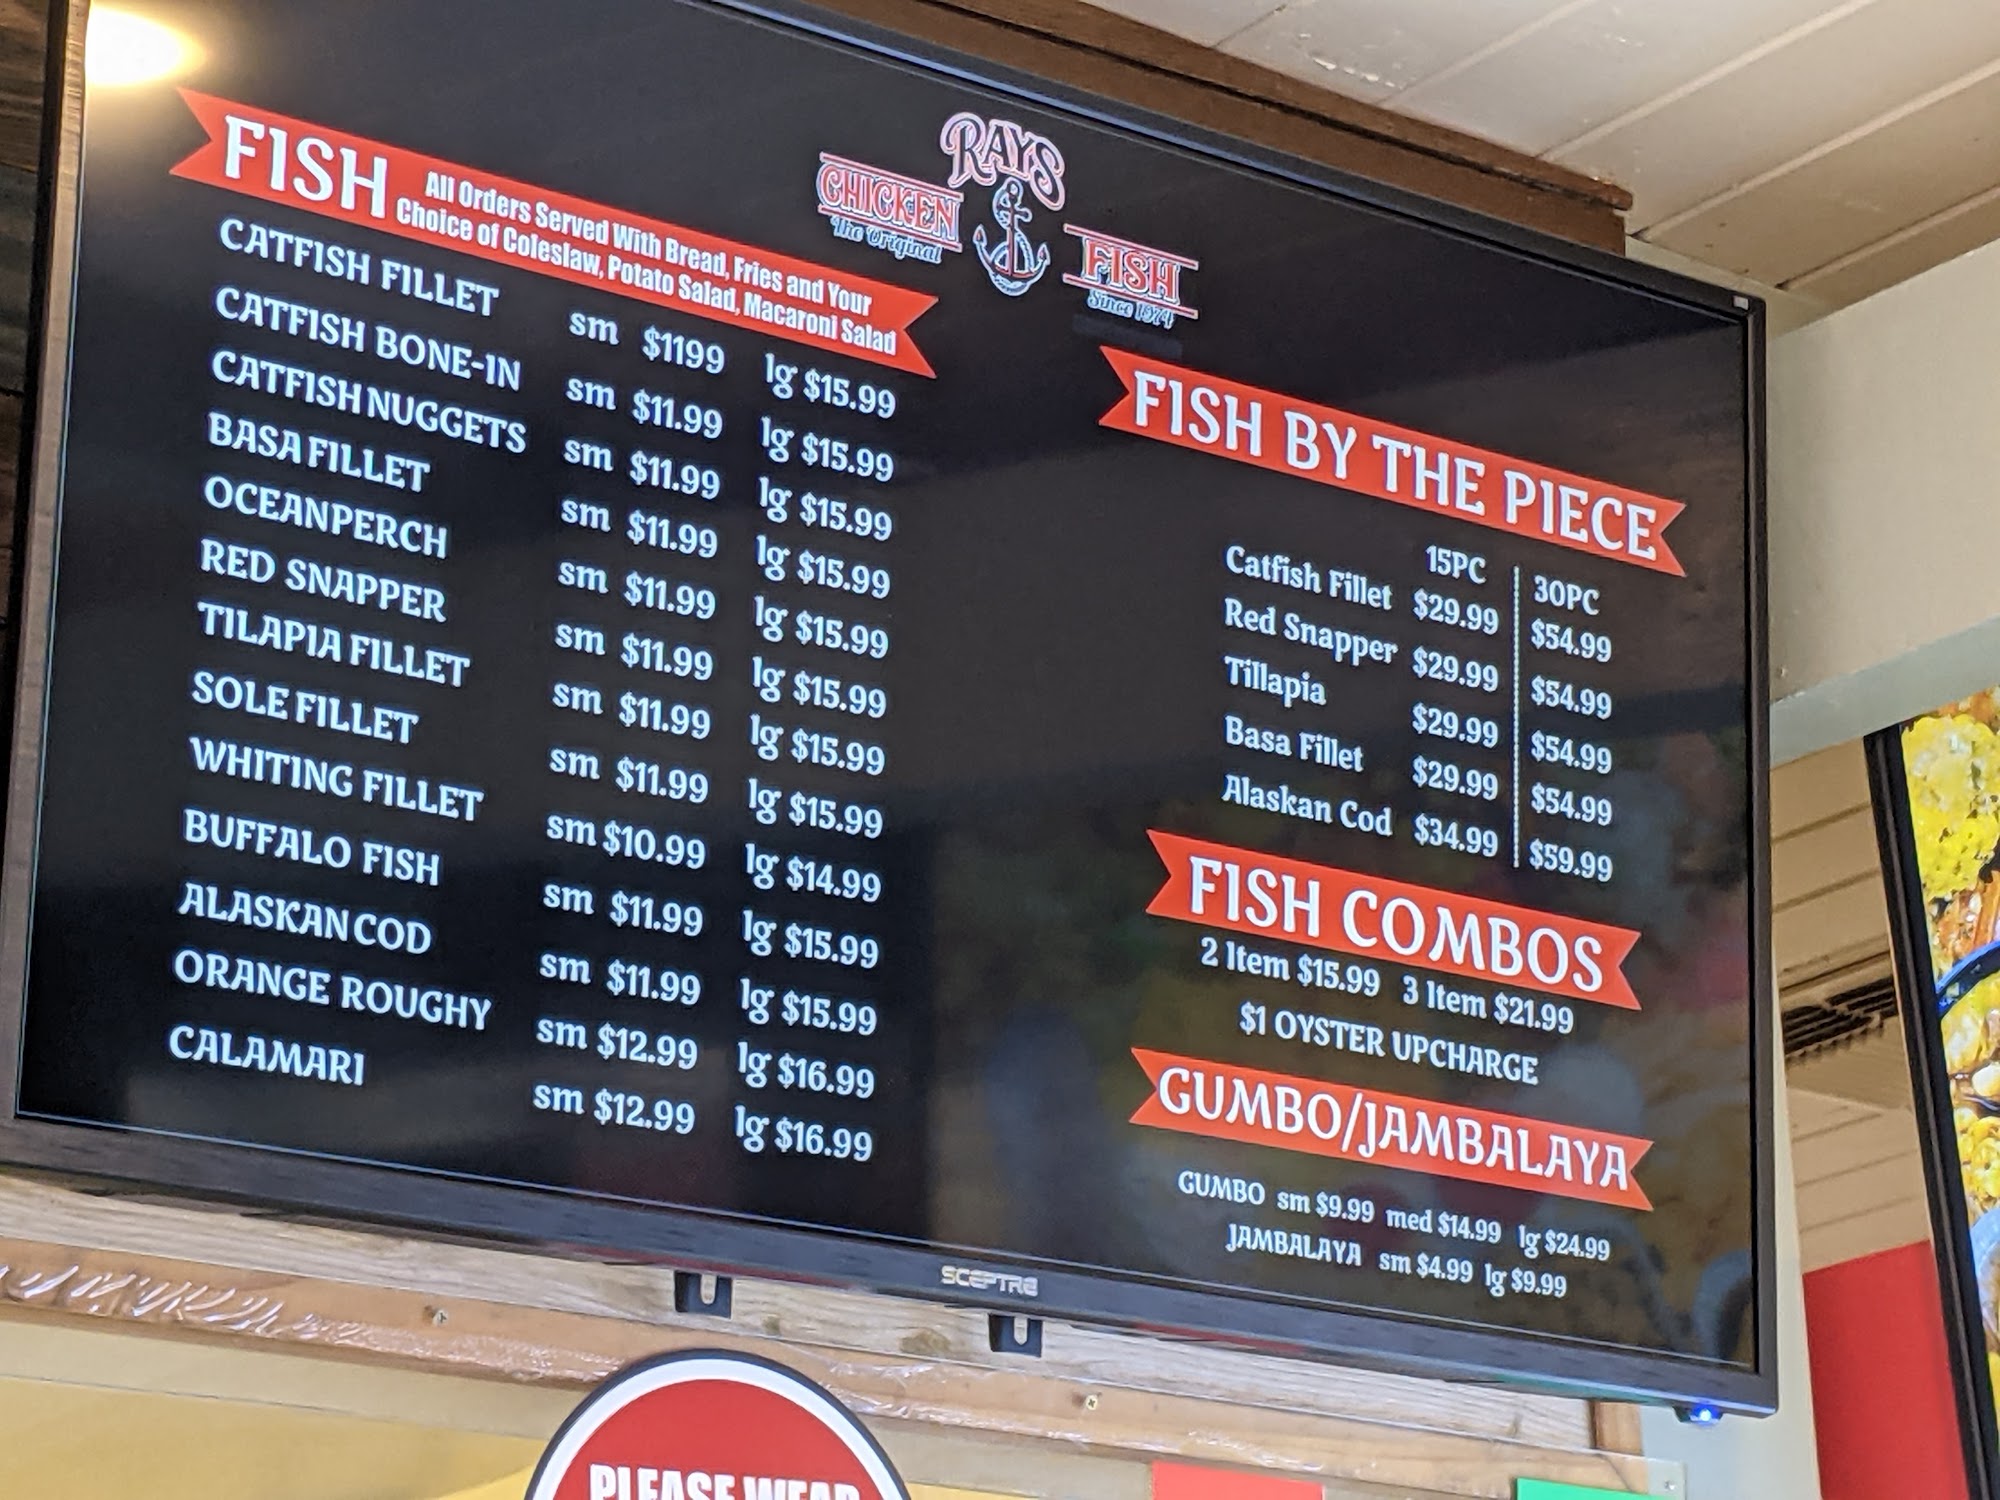 RAYS
CHICKEN
The Original
FISH
Since 1974
FISH
All Orders Served With Bread, Fries and Your
Choice of Coleslaw, Potato Salad, Macaroni Salad
CATFISH FILLET sm $1199 lg $15.99
CATFISH BONE-IN sm $11.99 lg $15.99
CATFISH NUGGETS sm $11.99 lg $15.99
BASA FILLET sm $11.99 lg $15.99
OCEANPERCH sm $11.99 lg $15.99
RED SNAPPER sm $11.99 lg $15.99
TILAPIA FILLET sm $11.99 lg $15.99
SOLE FILLET sm $11.99 lg $15.99
WHITING FILLET sm $10.99 lg $14.99
BUFFALO FISH sm $11.99 lg $15.99
ALASKAN COD sm $11.99 lg $15.99
ORANGE ROUGHY sm $12.99 lg $16.99
CALAMARI sm $12.99 lg $16.99
FISH BY THE PIECE
15PC 30PC
Catfish Fillet $29.99 $54.99
Red Snapper $29.99 $54.99
Tillapia $29.99 $54.99
Basa Fillet $29.99 $54.99
Alaskan Cod $34.99 $59.99
FISH COMBOS
2 Item $15.99 3 Item $21.99
$1 OYSTER UPCHARGE
GUMBO/JAMBALAYA
GUMBO sm $9.99 med $14.99 lg $24.99
JAMBALAYA sm $4.99 lg $9.99
SCEPTRE
PLEASE WEAR